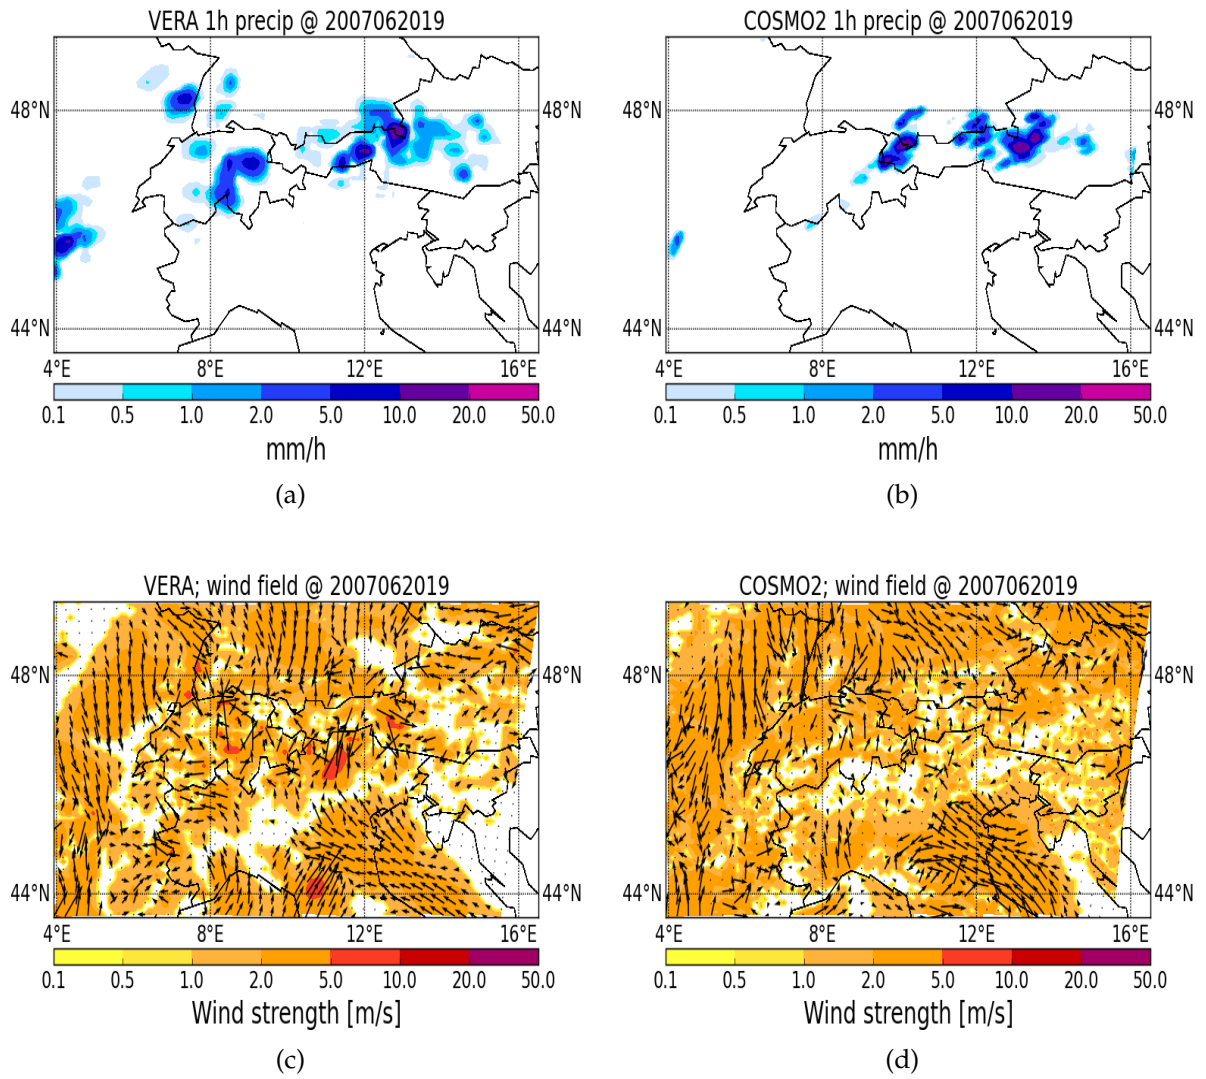 VERA 1h precip @ 2007062019
COSMO2 1h precip @ 2007062019
48°N
48°N
48°N
48°N
44°N
44°N
44°N
44°N
4°E 8°E 12°E 16°E
4°E 8°E 12°E 16°E
0.1 0.5 1.0 2.0 5.0 10.0 20.0 50.0
0.1 0.5 1.0 2.0 5.0 10.0 20.0 50.0
mm/h
mm/h
(a)
(b)
VERA; wind field @ 2007062019
COSMO2; wind field @ 2007062019
48°N
48°N
48°N
48°N
44°N
44°N
44°N
44°N
4°E 8°E 12°E 16°E
4°E 8°E 12°E 16°E
0.1 0.5 1.0 2.0 5.0 10.0 20.0 50.0
0.1 0.5 1.0 2.0 5.0 10.0 20.0 50.0
Wind strength [m/s]
Wind strength [m/s]
(c)
(d)